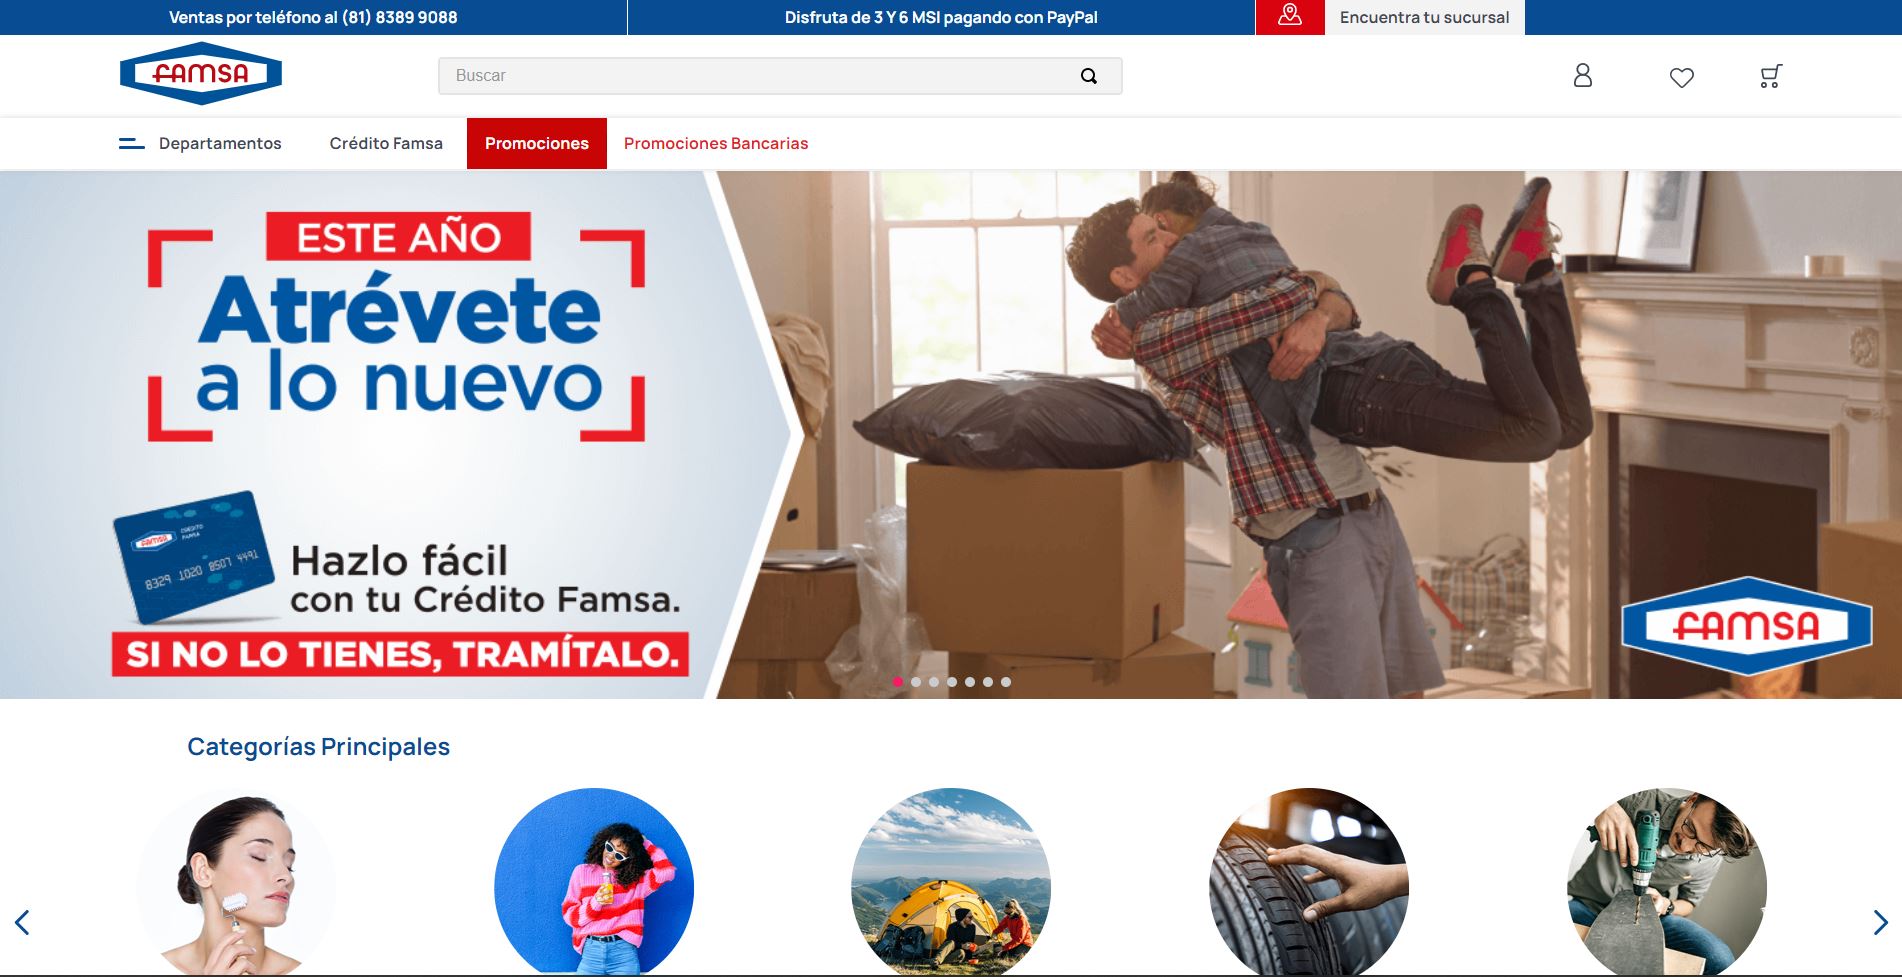 Ventas por teléfono al (81) 8389 9088
Disfruta de 3 Y 6 MSI pagando con PayPal
Encuentra tu sucursal
FAMSA
Buscar
Departamentos
Crédito Famsa
Promociones
Promociones Bancarias
ESTE AÑO
Atrévete
a lo nuevo
CRÉDITO
FAMSA
FAMSA
8329 1020 8507 4491
Hazlo fácil
con tu Crédito Famsa.
SI NO LO TIENES, TRAMÍTALO.
FAMSA
Categorías Principales